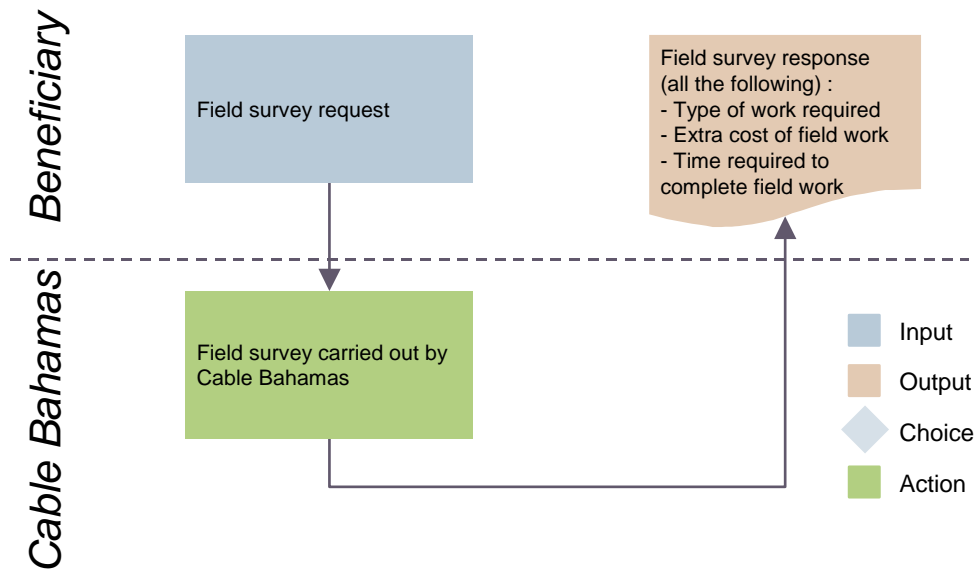 Beneficiary
Field survey request
Field survey response
(all the following) :
- Type of work required
- Extra cost of field work
- Time required to
complete field work
Cable Bahamas
Field survey carried out by
Cable Bahamas
Input
Output
Choice
Action